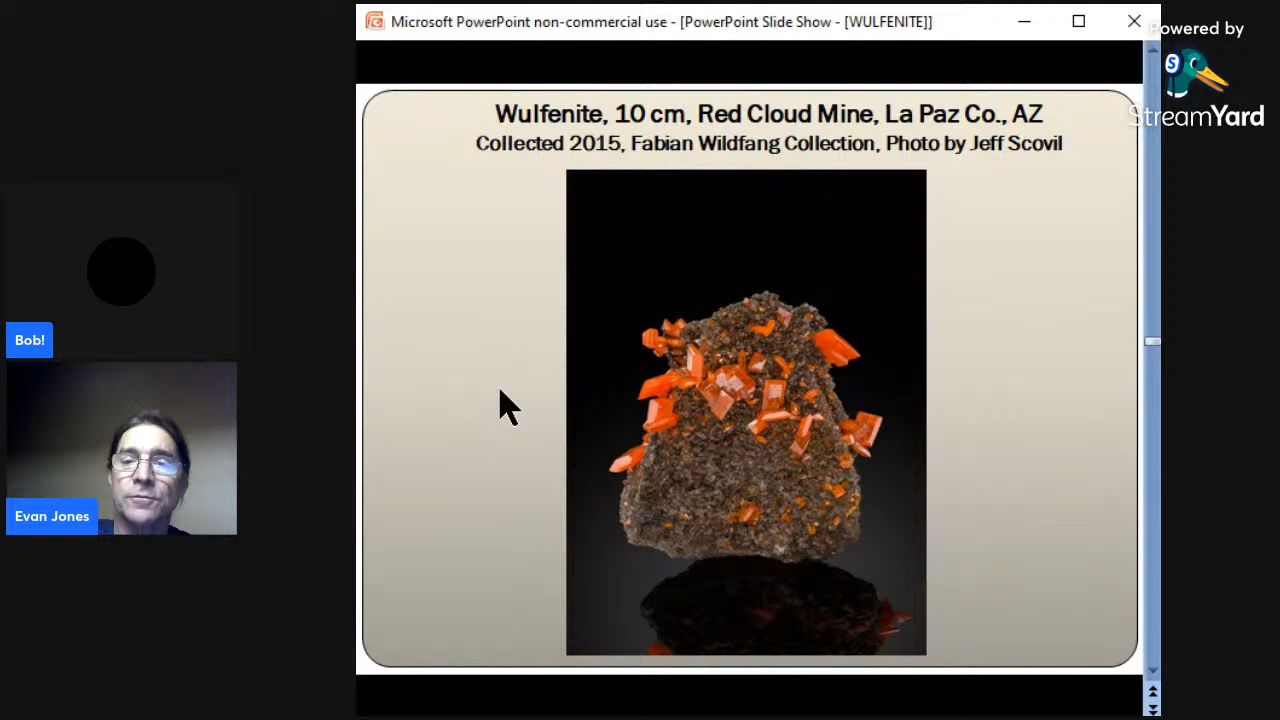 Microsoft PowerPoint non-commercial use - [PowerPoint Slide Show - [WULFENITE]]
Powered by
S
StreamYard
Wulfenite, 10 cm, Red Cloud Mine, La Paz Co., AZ
Collected 2015, Fabian Wildfang Collection, Photo by Jeff Scovil
Bob!
Evan Jones